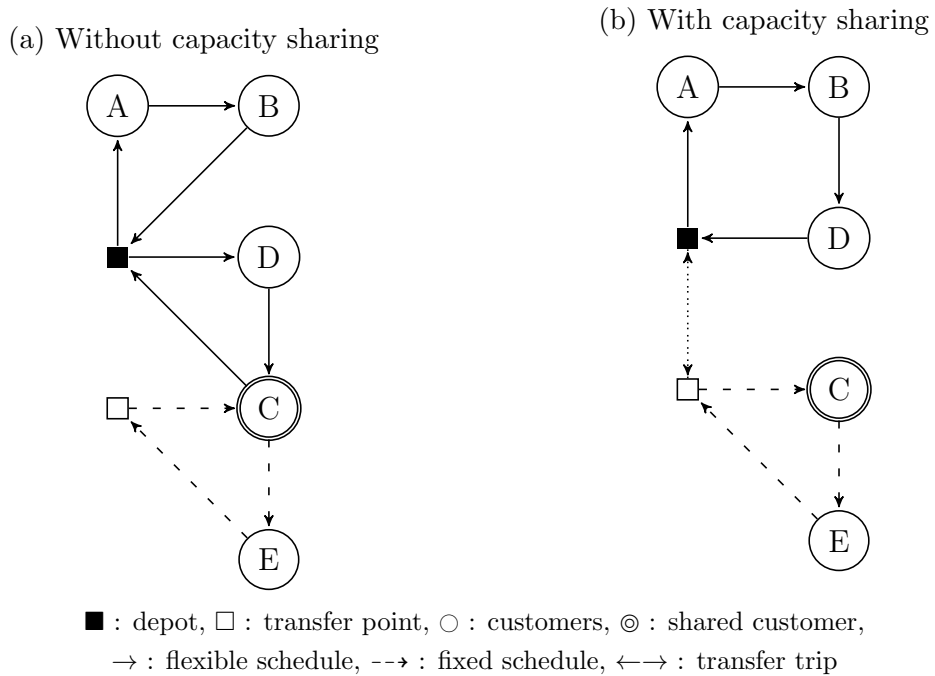 (a) Without capacity sharing
A
B
D
C
E
(b) With capacity sharing
A
B
D
C
E
■ : depot, □ : transfer point, ○ : customers, ◎ : shared customer,
→ : flexible schedule, --→ : fixed schedule, ←→ : transfer trip